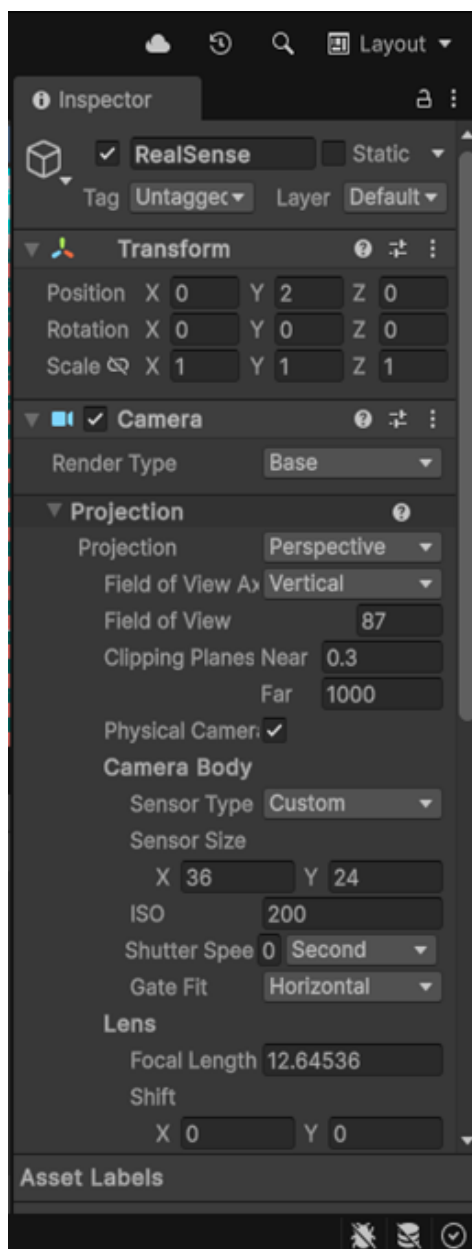 Layout
Inspector
RealSense Static
Tag Untaggec Layer Default
Transform
Position X 0 Y 2 Z 0
Rotation X 0 Y 0 Z 0
Scale X 1 Y 1 Z 1
Camera
Render Type Base
Projection
Projection Perspective
Field of View Ax Vertical
Field of View 87
Clipping Planes Near 0.3
Far 1000
Physical Camera
Camera Body
Sensor Type Custom
Sensor Size
X 36 Y 24
ISO 200
Shutter Spee 0 Second
Gate Fit Horizontal
Lens
Focal Length 12.64536
Shift
X 0 Y 0
Asset Labels